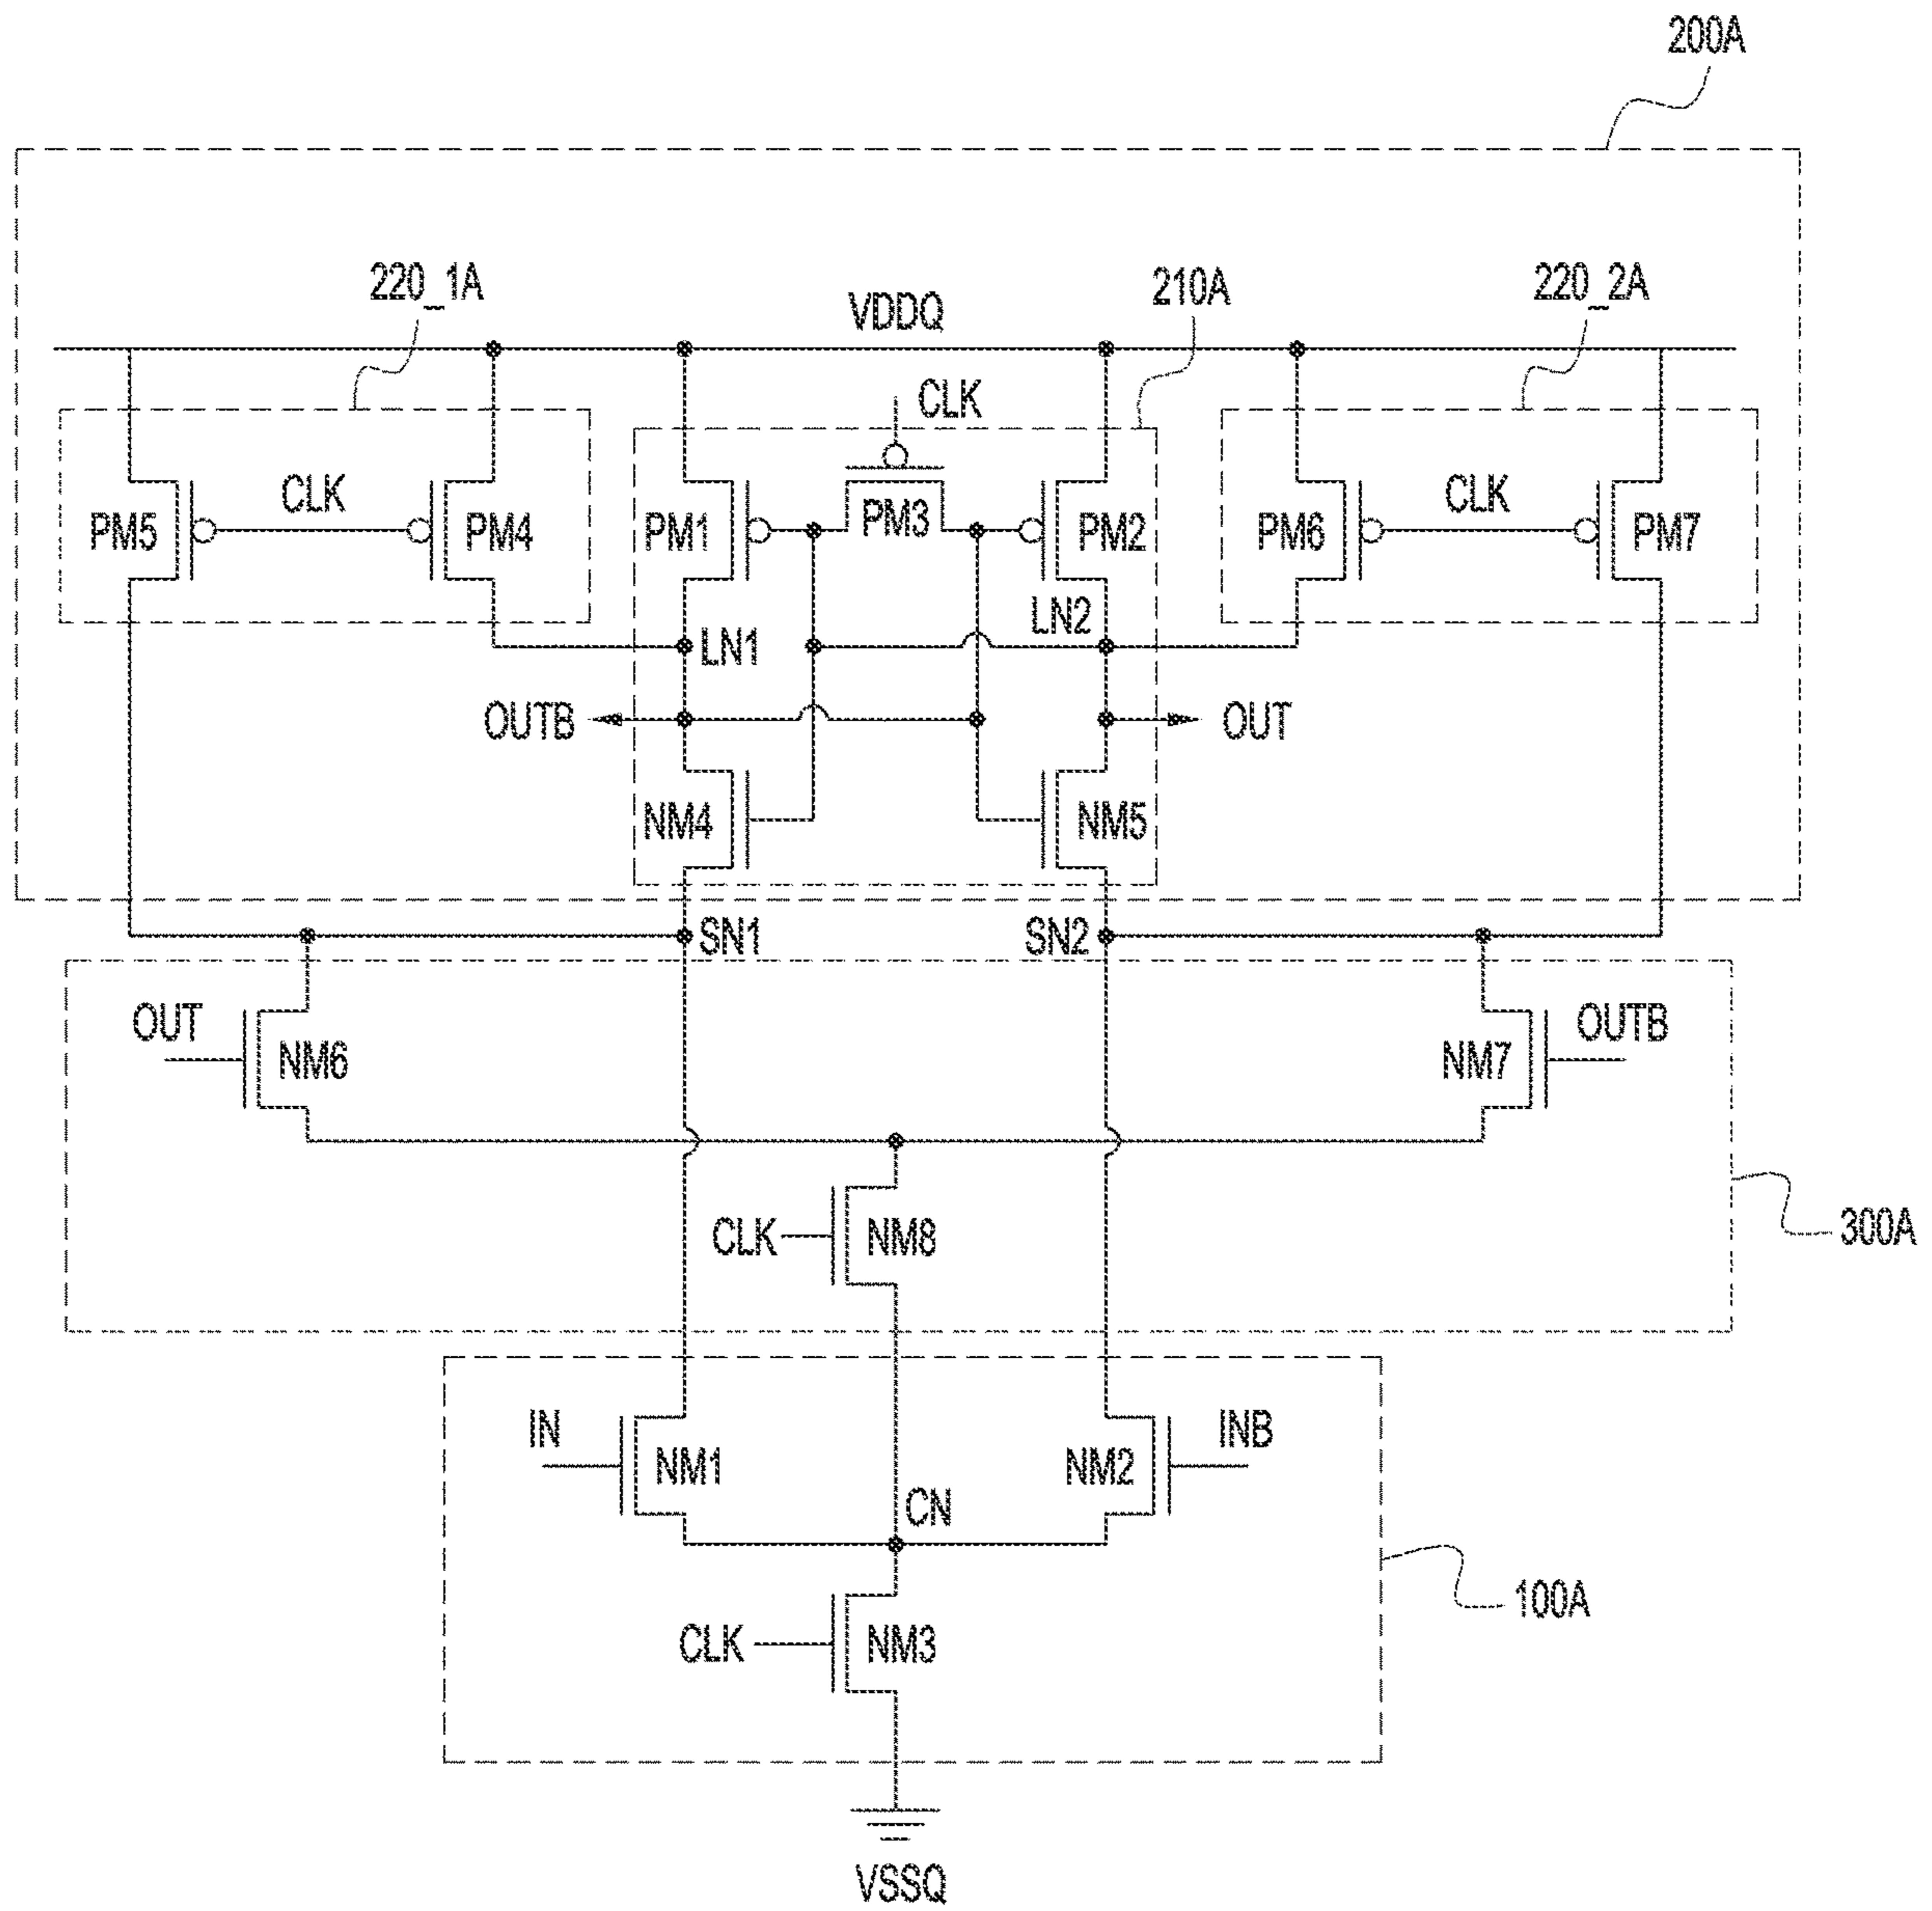 200A
220_1A
VDDQ
210A
220_2A
CLK
PM5
CLK
PM4
PM1
PM3
PM2
PM6
CLK
PM7
LN1
LN2
OUTB
OUT
NM4
NM5
SN1
SN2
OUT
NM6
NM7
OUTB
CLK
NM8
300A
IN
NM1
NM2
INB
CN
CLK
NM3
100A
VSSQ